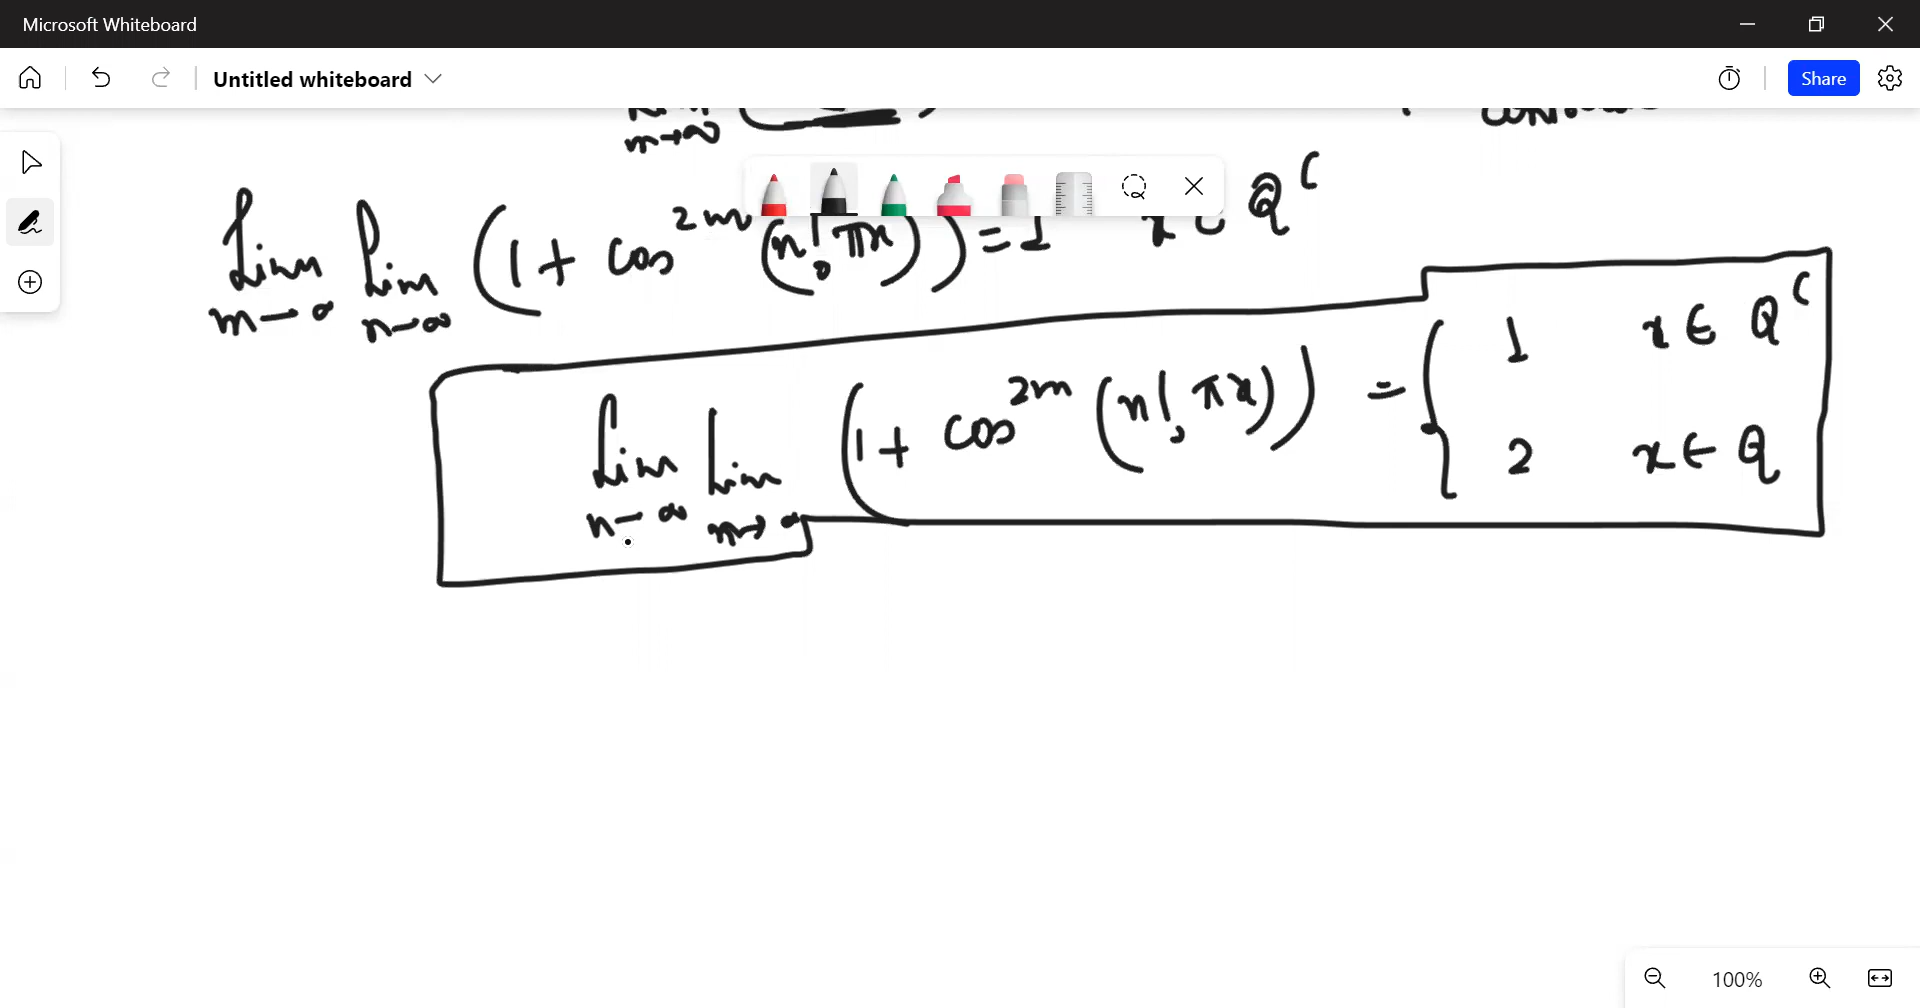 Microsoft Whiteboard
Untitled whiteboard
Share
m→∞
Lim Lim (1 + cos^2m (n! πx)) = 1 x ∈ Q^c
m→∞ n→∞
Lim Lim (1 + cos^2m (n! πx)) = { 1 x ∈ Q^c
n→∞ m→∞
2 x ∈ Q
100%